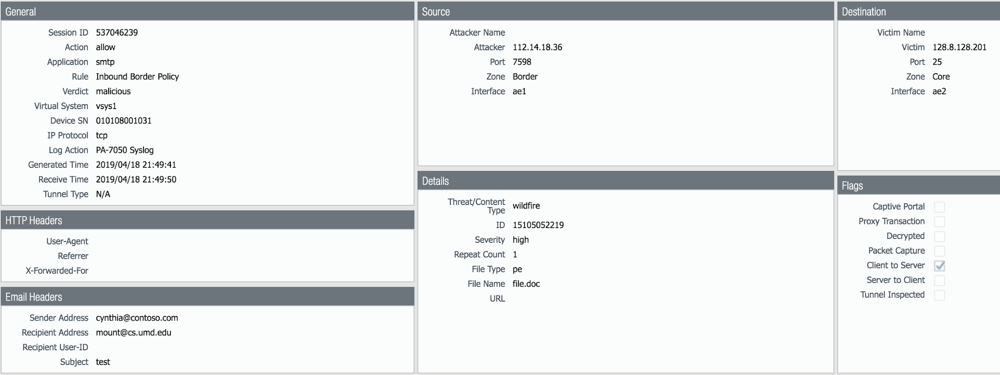 General
Session ID 537046239
Action allow
Application smtp
Rule Inbound Border Policy
Verdict malicious
Virtual System vsys1
Device SN 010108001031
IP Protocol tcp
Log Action PA-7050 Syslog
Generated Time 2019/04/18 21:49:41
Receive Time 2019/04/18 21:49:50
Tunnel Type N/A
HTTP Headers
User-Agent
Referrer
X-Forwarded-For
Email Headers
Sender Address cynthia@contoso.com
Recipient Address mount@cs.umd.edu
Recipient User-ID
Subject test
Source
Attacker Name
Attacker 112.14.18.36
Port 7598
Zone Border
Interface ae1
Details
Threat/Content
Type wildfire
ID 15105052219
Severity high
Repeat Count 1
File Type pe
File Name file.doc
URL
Destination
Victim Name
Victim 128.8.128.201
Port 25
Zone Core
Interface ae2
Flags
Captive Portal
Proxy Transaction
Decrypted
Packet Capture
Client to Server
Server to Client
Tunnel Inspected